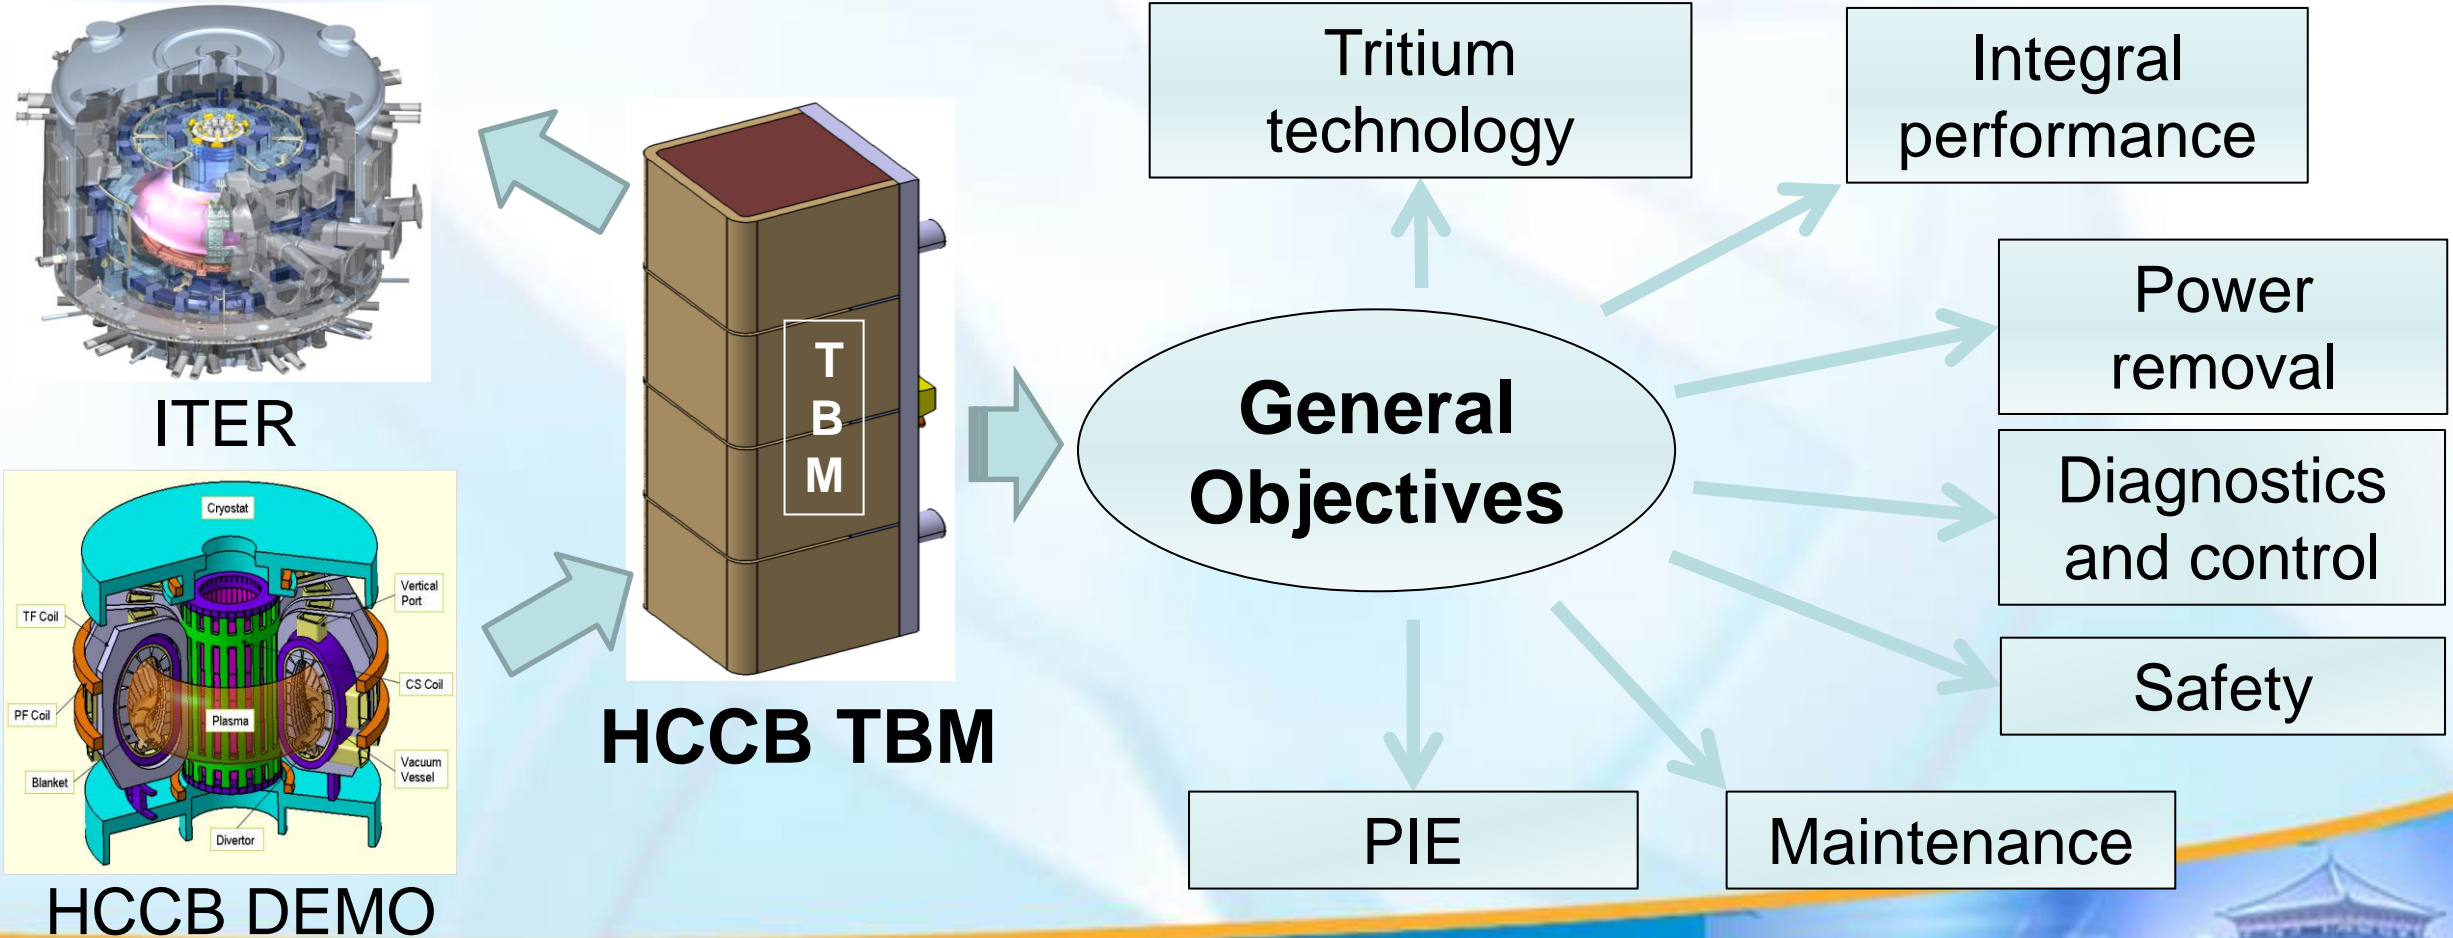 ITER
Cryostat
Vertical
Port
TF Coil
CS Coil
PF Coil
Plasma
Vacuum
Vessel
Blanket
Divertor
HCCB DEMO
T
B
M
HCCB TBM
General
Objectives
Tritium
technology
Integral
performance
Power
removal
Diagnostics
and control
Safety
Maintenance
PIE